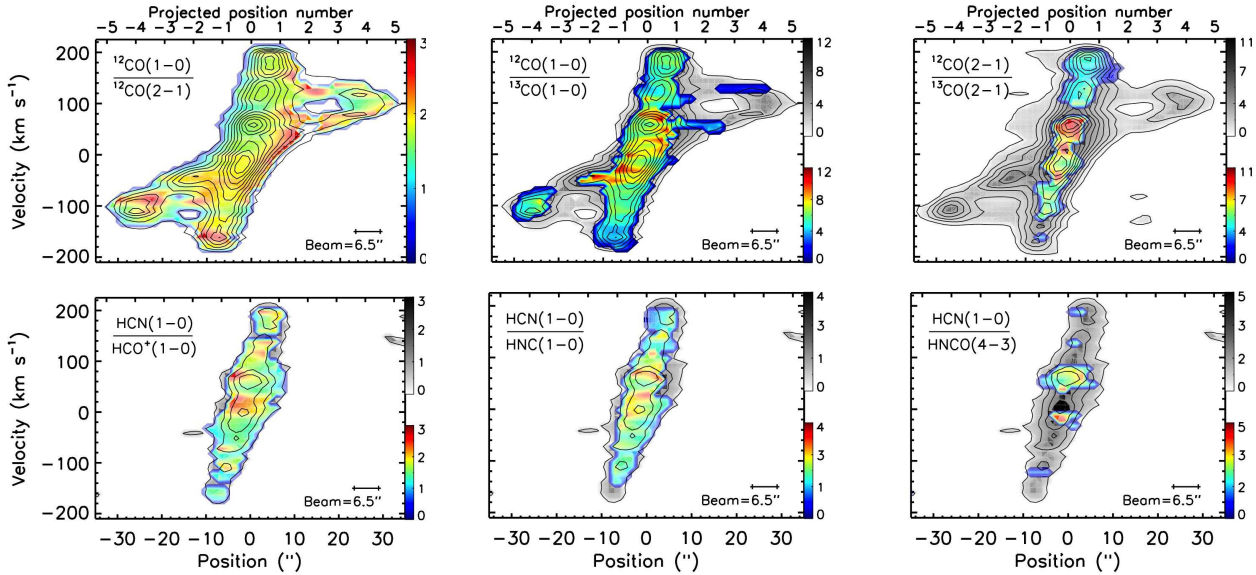 Projected position number Projected position number Projected position number
-5 -4 -3 -2 -1 0 1 2 3 4 5 -5 -4 -3 -2 -1 0 1 2 3 4 5 -5 -4 -3 -2 -1 0 1 2 3 4 5
Velocity (km s⁻¹)
200
100
0
-100
-200
¹²CO(1-0)
¹²CO(2-1)
Beam=6.5"
3
2
1
0
¹²CO(1-0)
¹³CO(1-0)
Beam=6.5"
12
8
4
0
12
8
4
0
¹²CO(2-1)
¹³CO(2-1)
Beam=6.5"
11
7
4
0
11
7
4
0
Velocity (km s⁻¹)
200
100
0
-100
-200
HCN(1-0)
HCO⁺(1-0)
Beam=6.5"
3
2
1
0
3
2
1
0
HCN(1-0)
HNC(1-0)
Beam=6.5"
4
3
1
0
4
3
1
0
HCN(1-0)
HNCO(4-3)
Beam=6.5"
5
3
2
0
5
3
2
0
-30 -20 -10 0 10 20 30 -30 -20 -10 0 10 20 30 -30 -20 -10 0 10 20 30
Position ('') Position ('') Position ('')